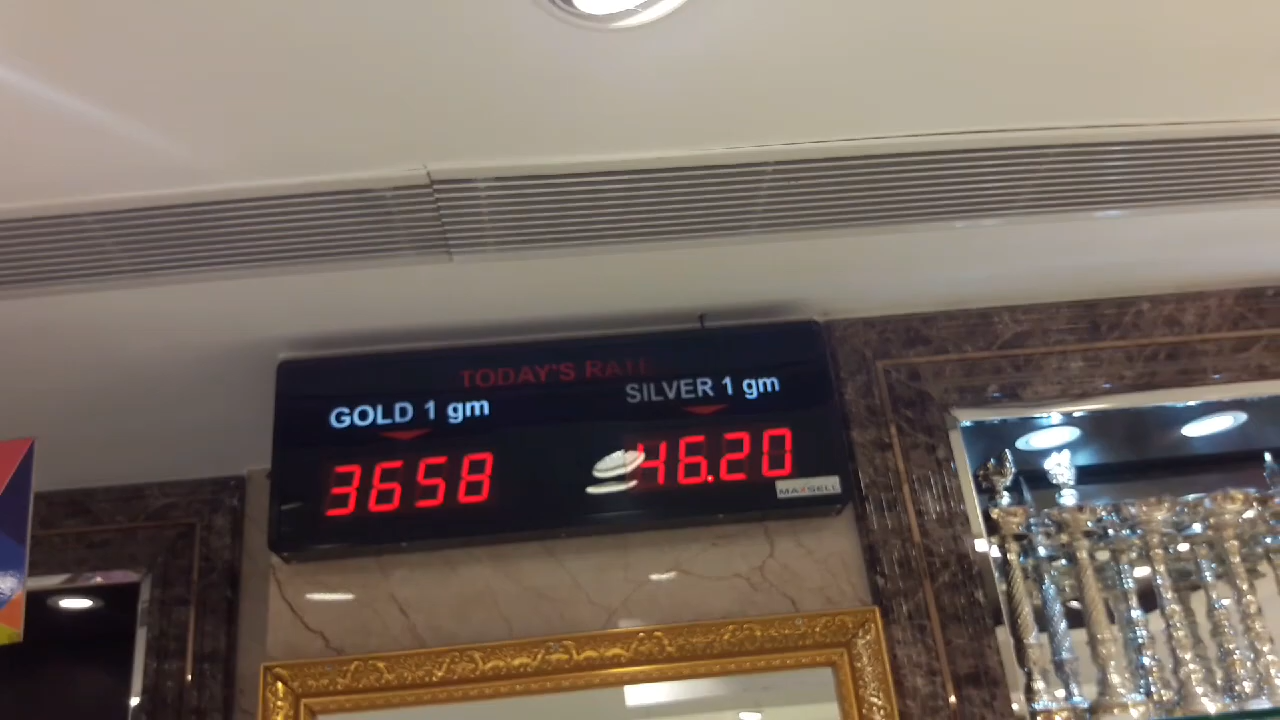 TODAY'S RATE
GOLD 1 gm
SILVER 1 gm
3658
46.20
MAXSELL